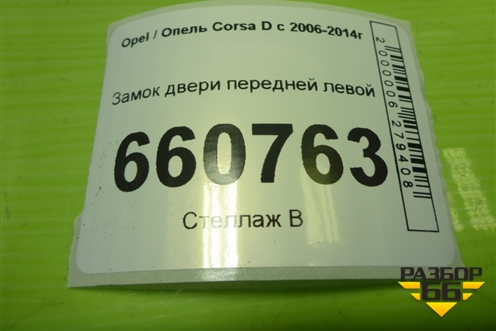 Opel / Опель Corsa D с 2006-2014г
Замок двери передней левой
660763
Стеллаж В
2000006279408
РАЗБОР
66